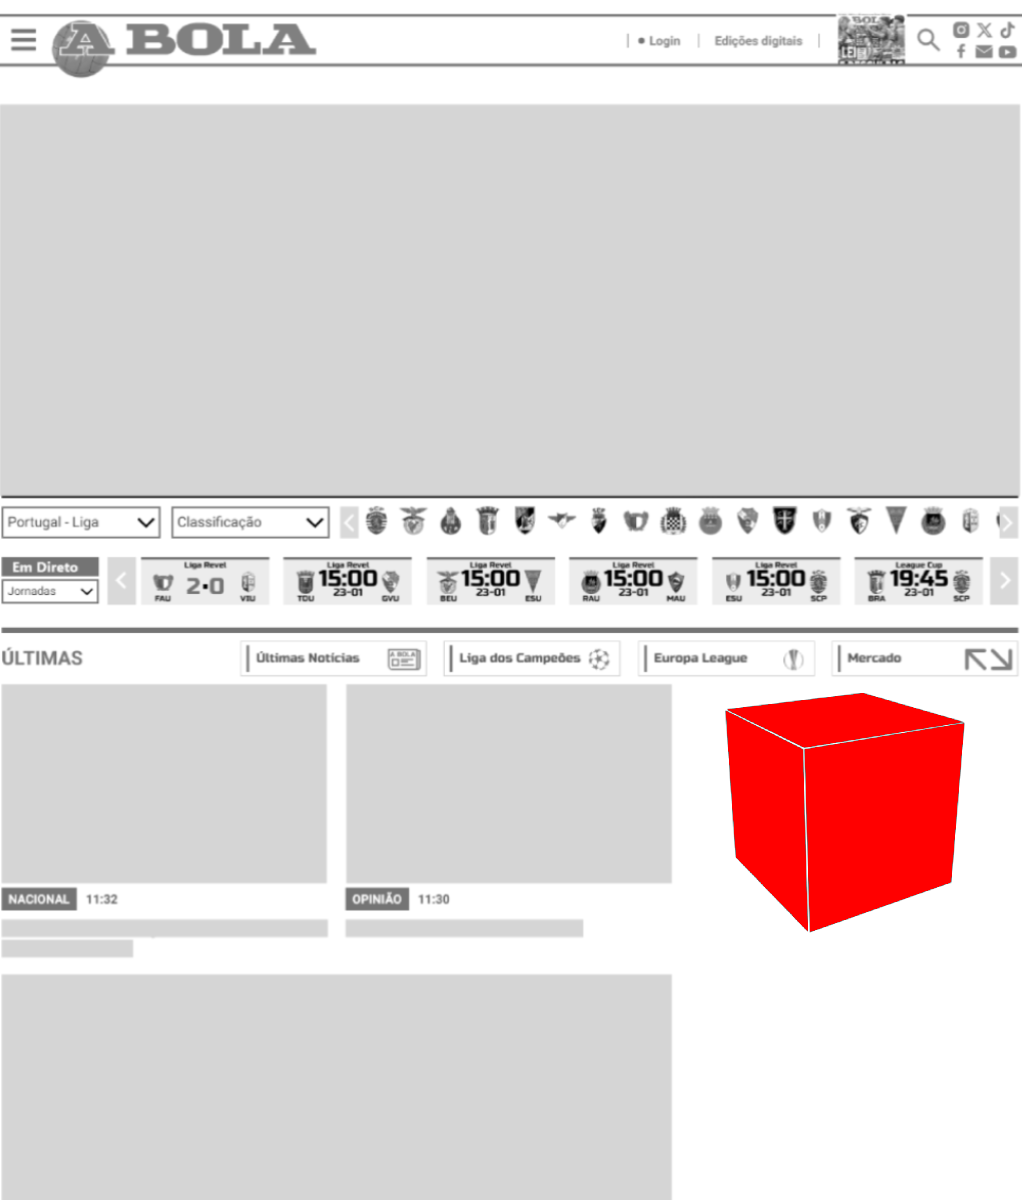 A BOLA
Login
Edições digitais
Portugal - Liga
Classificação
Em Direto
Jornadas
Liga Revel
2-0
FAU VIU
Liga Revel
15:00
23-01
TOU GVU
Liga Revel
15:00
23-01
BEU ESU
Liga Revel
15:00
23-01
RAU MAU
Liga Revel
15:00
23-01
ESU SCP
League Cup
19:45
23-01
BRA SCP
ÚLTIMAS
Últimas Notícias
A BOLA
Liga dos Campeões
Europa League
Mercado
NACIONAL 11:32
OPINIÃO 11:30